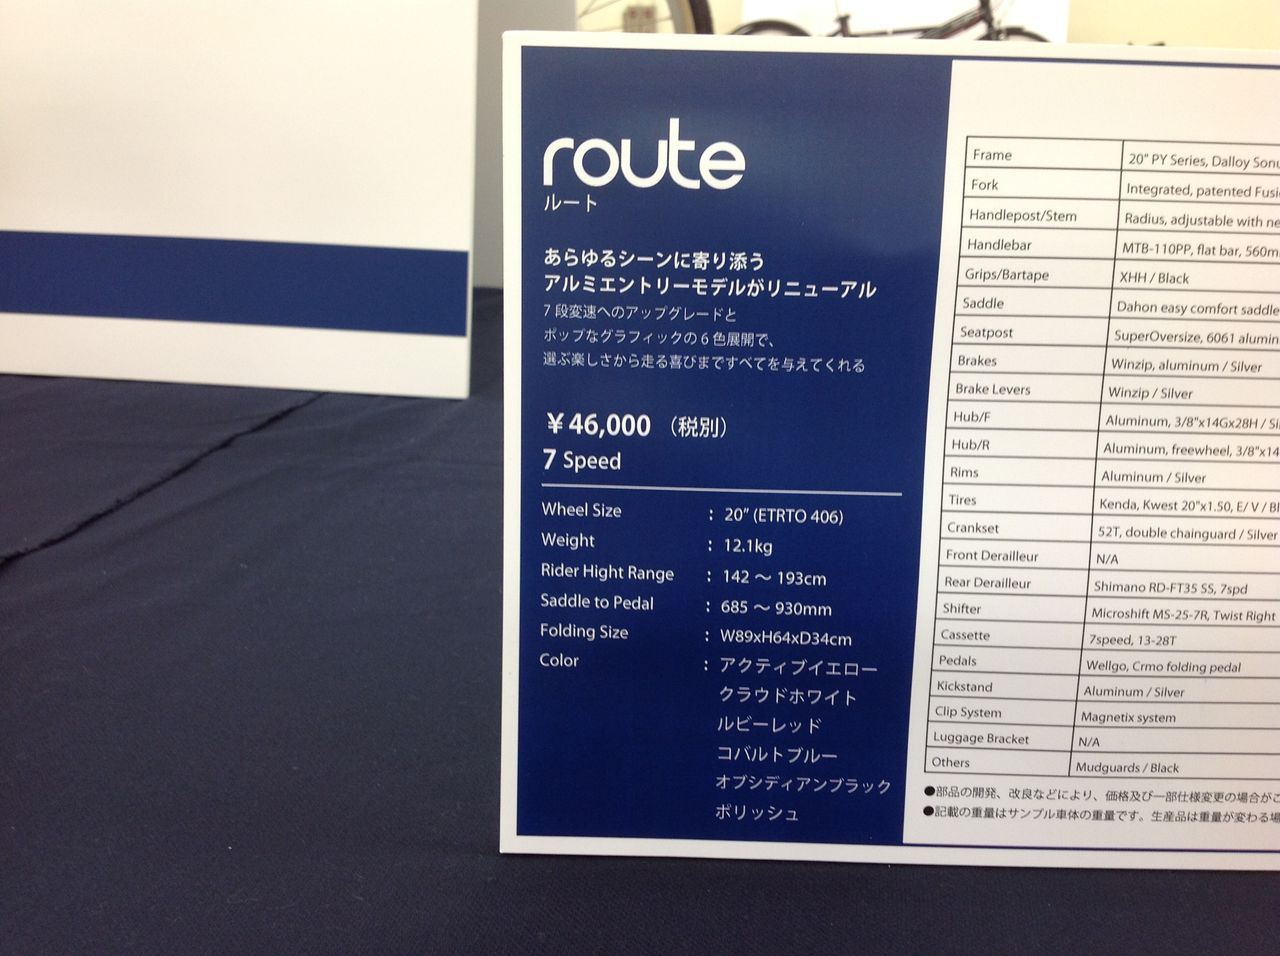 route
ルート
あらゆるシーンに寄り添う
アルミエントリーモデルがリニューアル
7段変速へのアップグレードと
ポップなグラフィックの6色展開で、
選ぶ楽しさから走る喜びまですべてを与えてくれる
¥46,000 （税別）
7 Speed
Wheel Size : 20" (ETRTO 406)
Weight : 12.1kg
Rider Hight Range : 142 〜 193cm
Saddle to Pedal : 685 〜 930mm
Folding Size : W89xH64xD34cm
Color : アクティブイエロー
クラウドホワイト
ルビーレッド
コバルトブルー
オブシディアンブラック
ポリッシュ
Frame 20" PY Series, Dalloy
Fork Integrated, patented
Handlepost/Stem Radius, adjustable with
Handlebar MTB-110PP, flat bar,
Grips/Bartape XHH / Black
Saddle Dahon easy comfort saddle
Seatpost SuperOversize, 6061
Brakes Winzip, aluminum / Silver
Brake Levers Winzip / Silver
Hub/F Aluminum, 3/8"x14Gx28H /
Hub/R Aluminum, freewheel,
Rims Aluminum / Silver
Tires Kenda, Kwest 20"x1.50, E/ V /
Crankset 52T, double chainguard / Silver
Front Derailleur N/A
Rear Derailleur Shimano RD-FT35 SS, 7spd
Shifter Microshift MS-25-7R, Twist Right
Cassette 7speed, 13-28T
Pedals Wellgo, Crmo folding pedal
Kickstand Aluminum / Silver
Clip System Magnetix system
Luggage Bracket N/A
Others Mudguards / Black
●部品の開発、改良などにより、価格及び一部仕様変更の場合が
●記載の重量はサンプル車体の重量です。生産品は重量が変わる